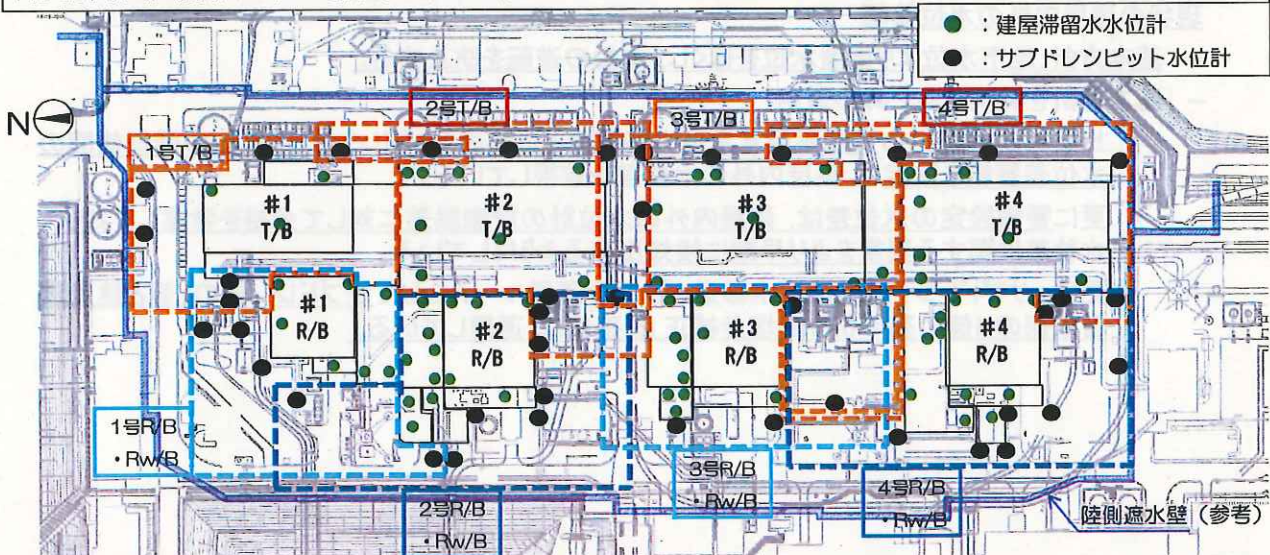 ●：建屋滞留水水位計
●：サブドレンピット水位計
N
2号T/B
3号T/B
4号T/B
1号T/B
#1
T/B
#2
T/B
#3
T/B
#4
T/B
#1
R/B
#2
R/B
#3
R/B
#4
R/B
1号R/B
・Rw/B
2号R/B
・Rw/B
3号R/B
・Rw/B
4号R/B
・Rw/B
陸側遮水壁（参考）